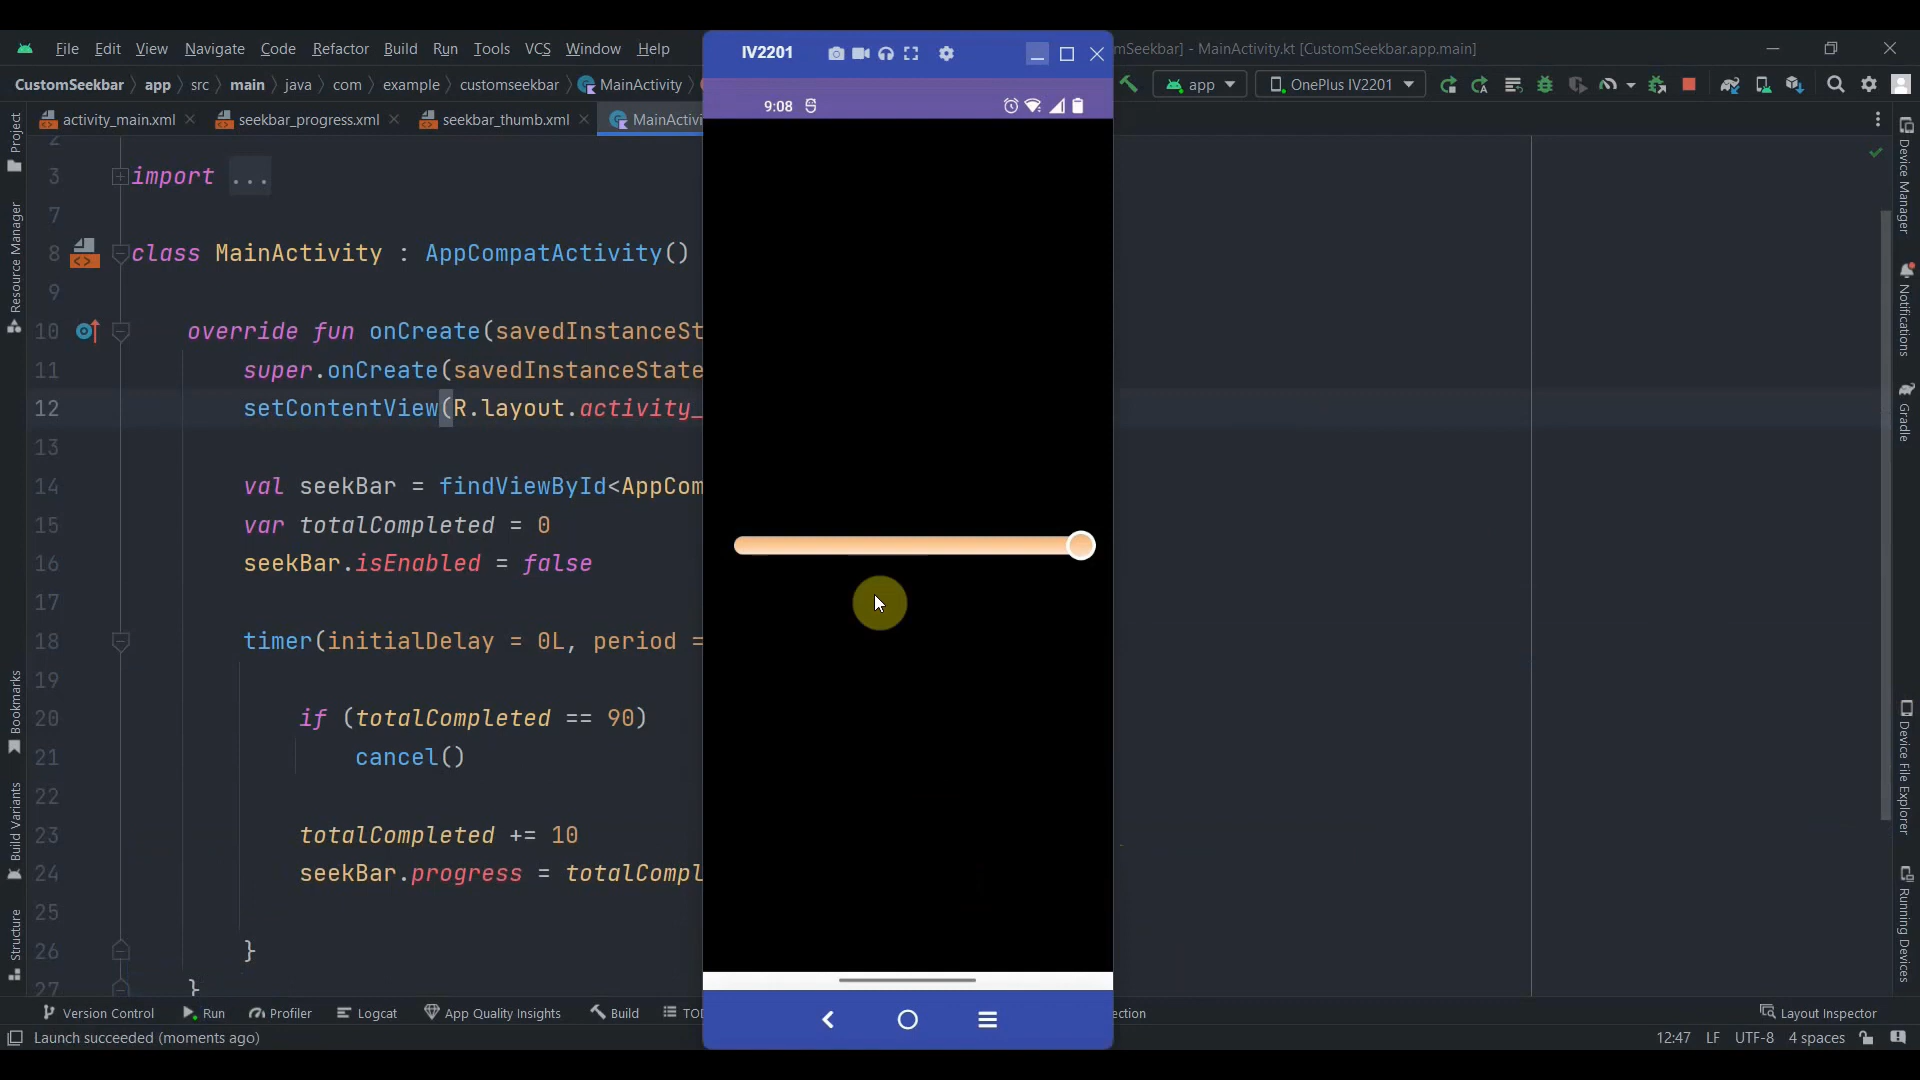 File Edit View Navigate Code Refactor Build Run Tools VCS Window Help
IV2201
mSeekbar] - MainActivity.kt [CustomSeekbar.app.main]
CustomSeekbar app src main java com example customseekbar MainActivity
app OnePlus IV2201
activity_main.xml seekbar_progress.xml seekbar_thumb.xml MainActivi
9:08
2
3 import ...
7
8 class MainActivity : AppCompatActivity()
9
10 override fun onCreate(savedInstanceSt
11 super.onCreate(savedInstanceState
12 setContentView(R.layout.activity_
13
14 val seekBar = findViewById<AppCom
15 var totalCompleted = 0
16 seekBar.isEnabled = false
17
18 timer(initialDelay = 0L, period =
19
20 if (totalCompleted == 90)
21 cancel()
22
23 totalCompleted += 10
24 seekBar.progress = totalCompl
25
26 }
27 }
Project
Resource Manager
Bookmarks
Build Variants
Structure
Device Manager
Notifications
Gradle
Device File Explorer
Running Devices
Version Control Run Profiler Logcat App Quality Insights Build TO ection Layout Inspector
Launch succeeded (moments ago) 12:47 LF UTF-8 4 spaces